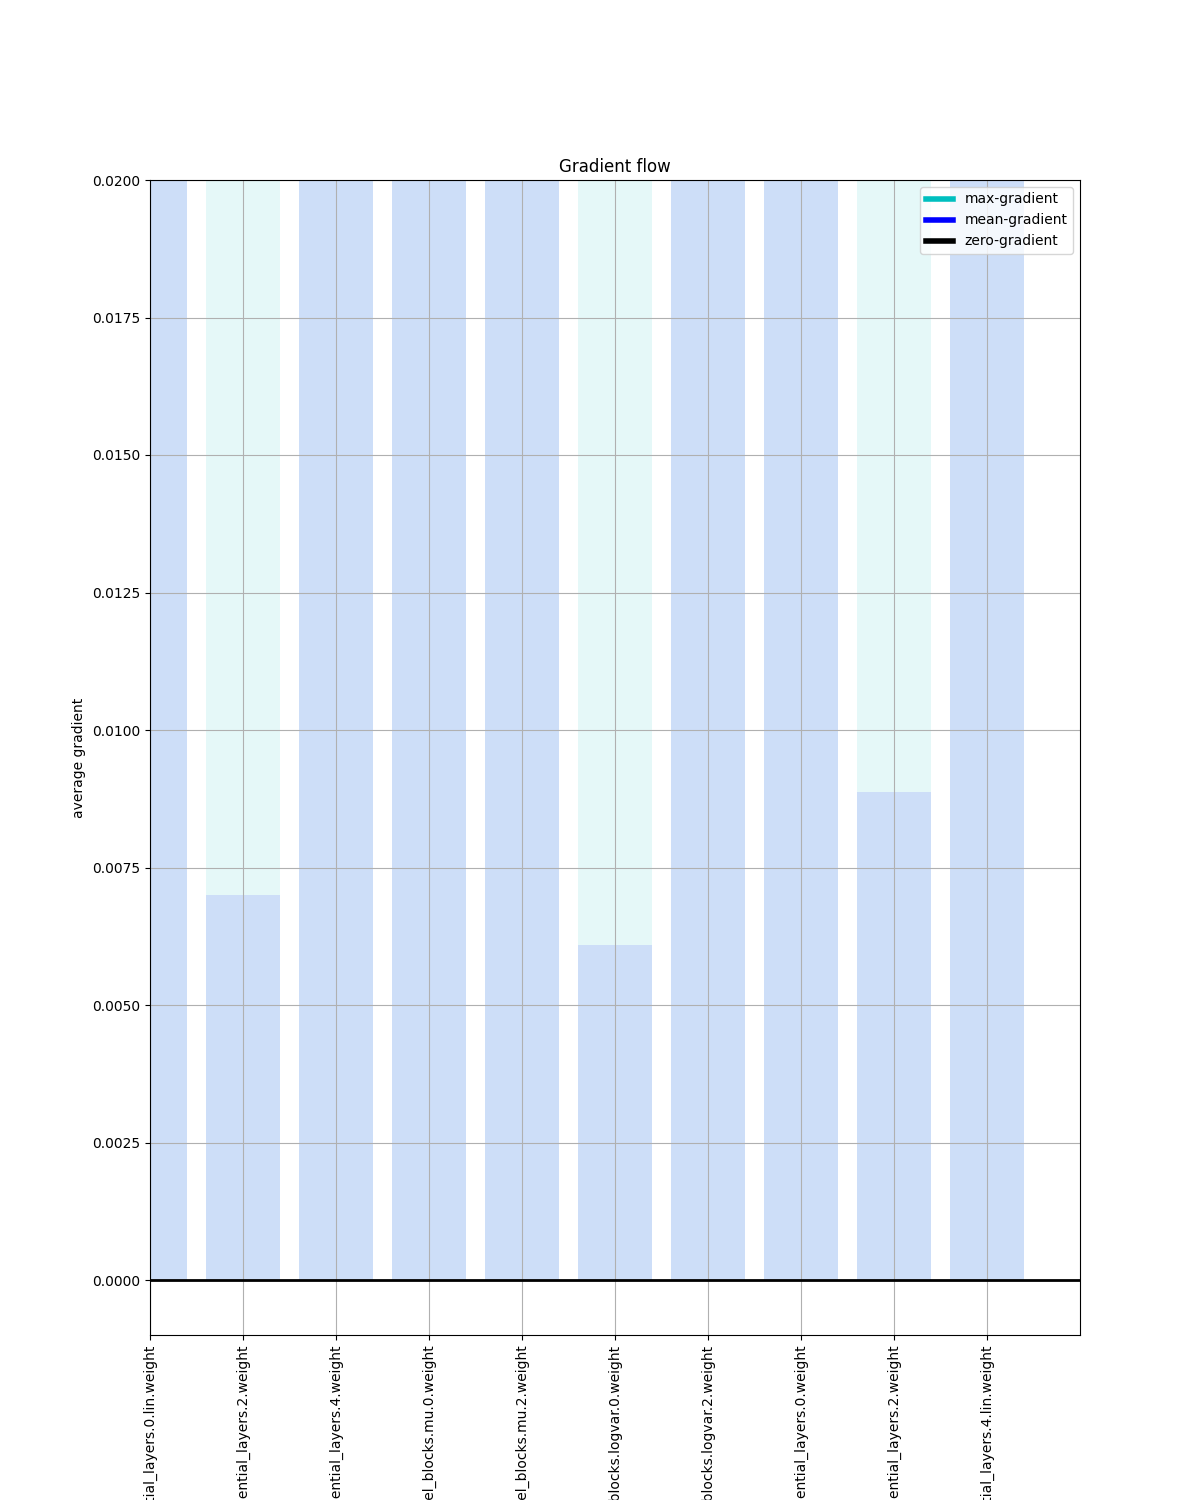 Gradient flow
max-gradient
mean-gradient
zero-gradient
0.0200
0.0175
0.0150
0.0125
0.0100
0.0075
0.0050
0.0025
0.0000
average gradient
tial_layers.0.lin.weight
ential_layers.2.weight
ential_layers.4.weight
el_blocks.mu.0.weight
el_blocks.mu.2.weight
blocks.logvar.0.weight
blocks.logvar.2.weight
ential_layers.0.weight
ential_layers.2.weight
tial_layers.4.lin.weight